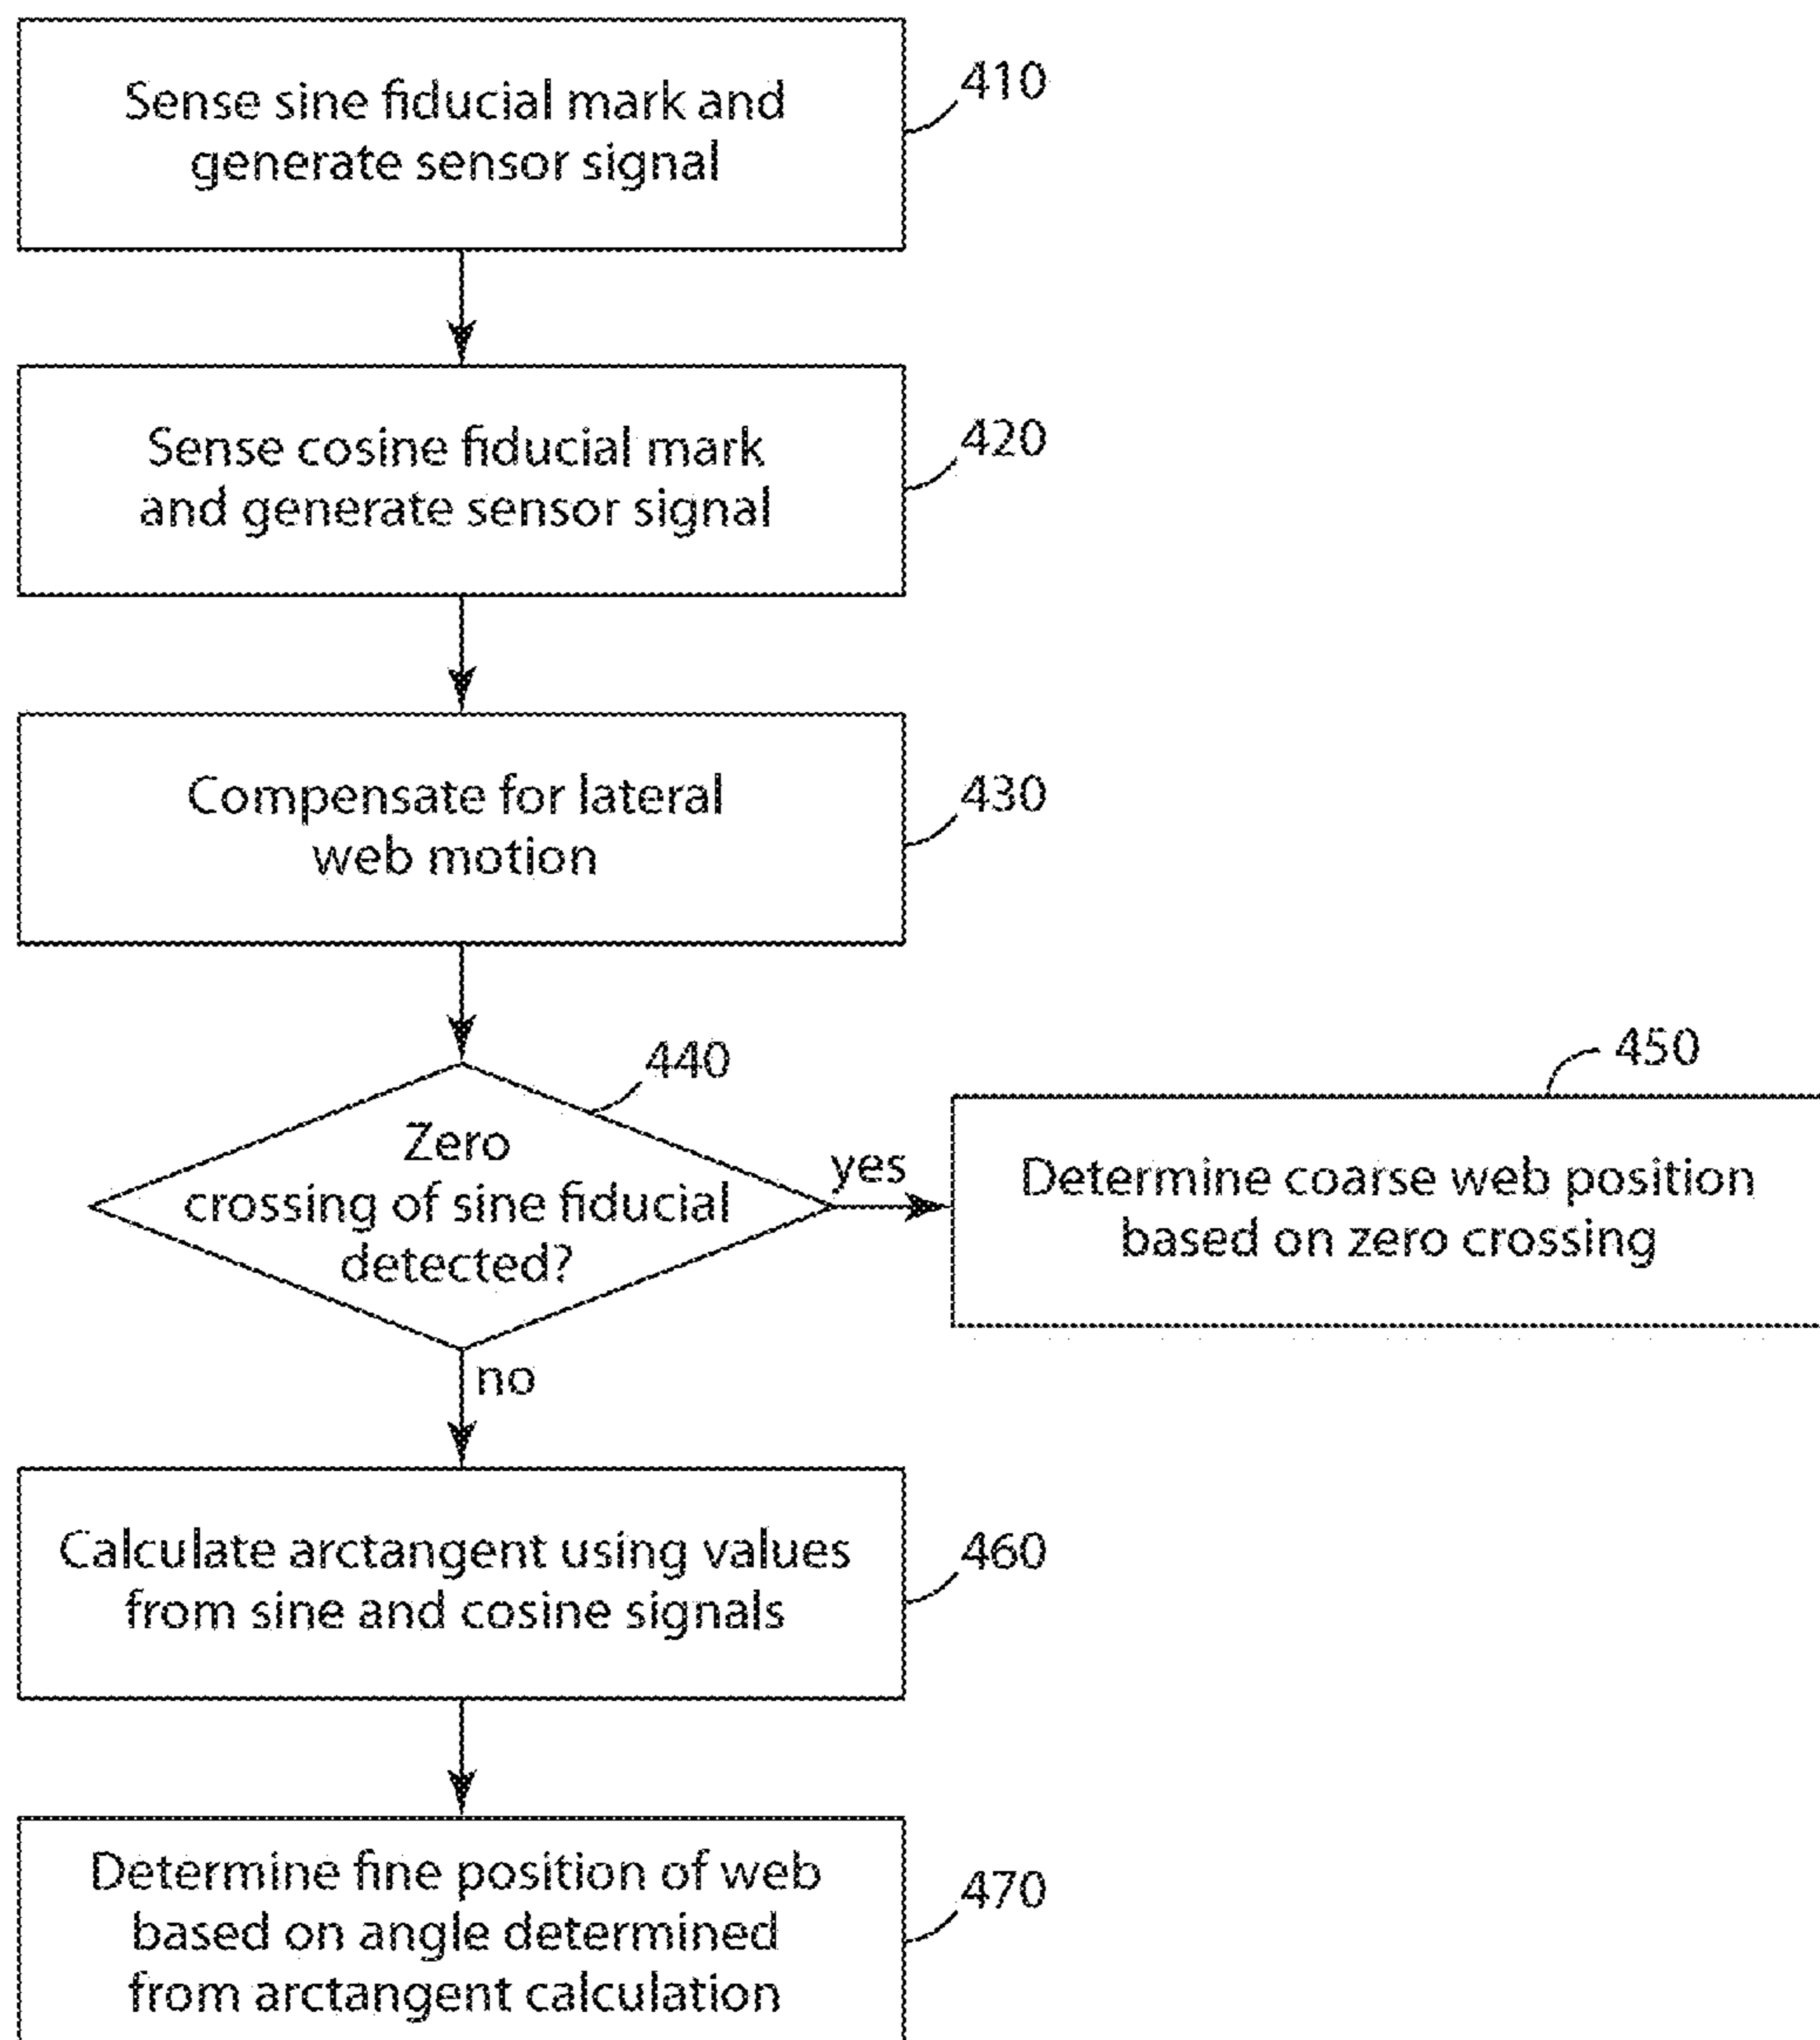 Sense sine fiducial mark and
generate sensor signal
410
Sense cosine fiducial mark
and generate sensor signal
420
Compensate for lateral
web motion
430
440
Zero
crossing of sine fiducial
detected?
yes
450
Determine coarse web position
based on zero crossing
no
Calculate arctangent using values
from sine and cosine signals
460
Determine fine position of web
based on angle determined
from arctangent calculation
470